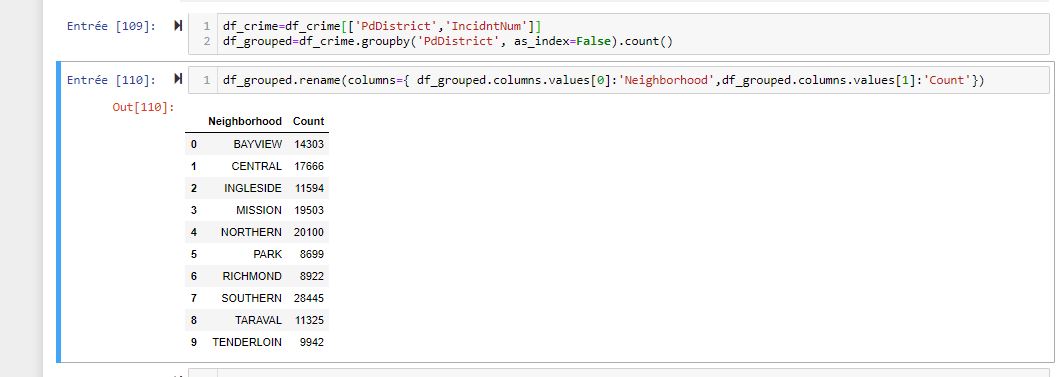 Entrée [109]:
1 df_crime=df_crime[['PdDistrict','IncidntNum']]
2 df_grouped=df_crime.groupby('PdDistrict', as_index=False).count()
Entrée [110]:
1 df_grouped.rename(columns={ df_grouped.columns.values[0]:'Neighborhood',df_grouped.columns.values[1]:'Count'})
Out[110]:
Neighborhood Count
0 BAYVIEW 14303
1 CENTRAL 17666
2 INGLESIDE 11594
3 MISSION 19503
4 NORTHERN 20100
5 PARK 8699
6 RICHMOND 8922
7 SOUTHERN 28445
8 TARAVAL 11325
9 TENDERLOIN 9942